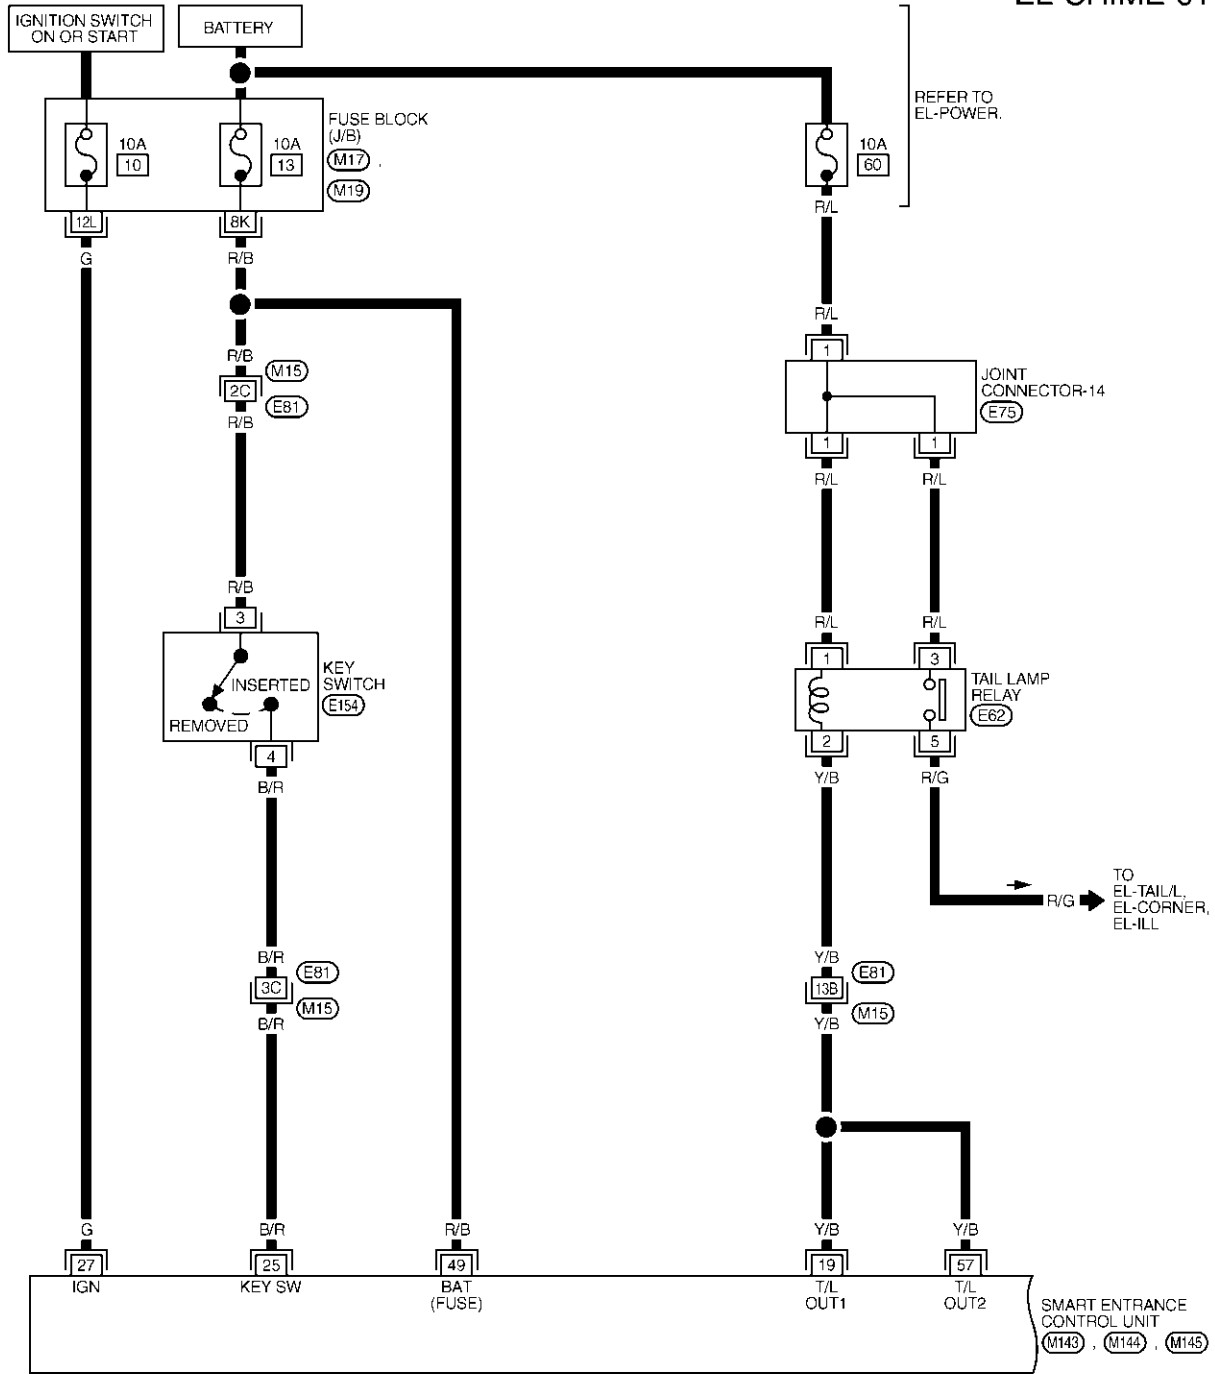 IGNITION SWITCH
ON OR START
BATTERY
REFER TO
EL-POWER.
FUSE BLOCK
(J/B)
M17 ,
M19
10A
10
10A
13
10A
60
12L
8K
R/L
G
R/B
R/L
1
R/B
M15
2C
E81
R/B
JOINT
CONNECTOR-14
E75
1
1
R/L
R/L
R/B
3
R/L
R/L
1
3
KEY
SWITCH
E154
INSERTED
REMOVED
TAIL LAMP
RELAY
E62
4
2
5
B/R
Y/B
R/G
TO
EL-TAIL/L,
EL-CORNER,
EL-ILL
R/G
B/R
E81
3C
M15
B/R
Y/B
E81
13B
M15
Y/B
G
B/R
R/B
Y/B
Y/B
27
25
49
19
57
IGN
KEY SW
BAT
(FUSE)
T/L
OUT1
T/L
OUT2
SMART ENTRANCE
CONTROL UNIT
M143 , M144 , M145